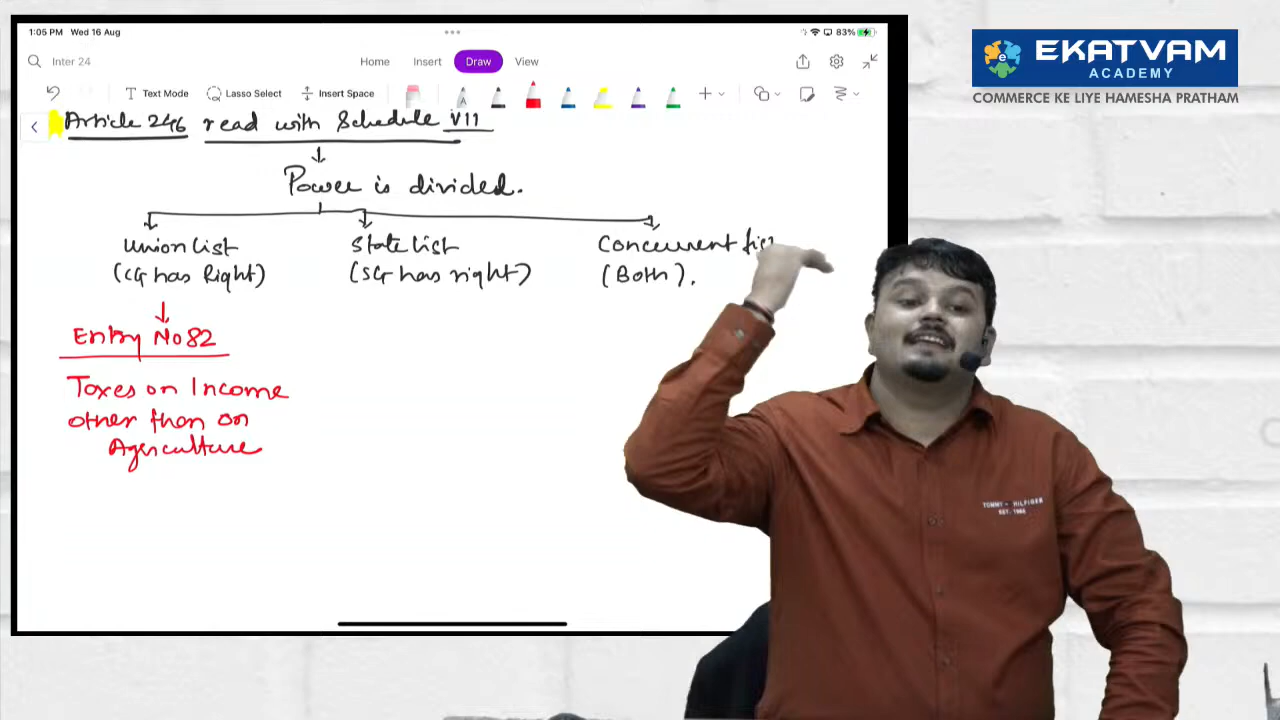 1:05 PM Wed 16 Aug
83%
Inter 24
Home Insert Draw View
Text Mode Lasso Select Insert Space
Article 246 read with Schedule V11
Power is divided.
Union list State list Concurrent
(CG has Right) (SG has right) (Both).
Entry No 82
Taxes on Income
other than on
Agriculture
EKATVAM
ACADEMY
COMMERCE KE LIYE HAMESHA PRATHAM
TOMMY HILFIGER
EST. 1985